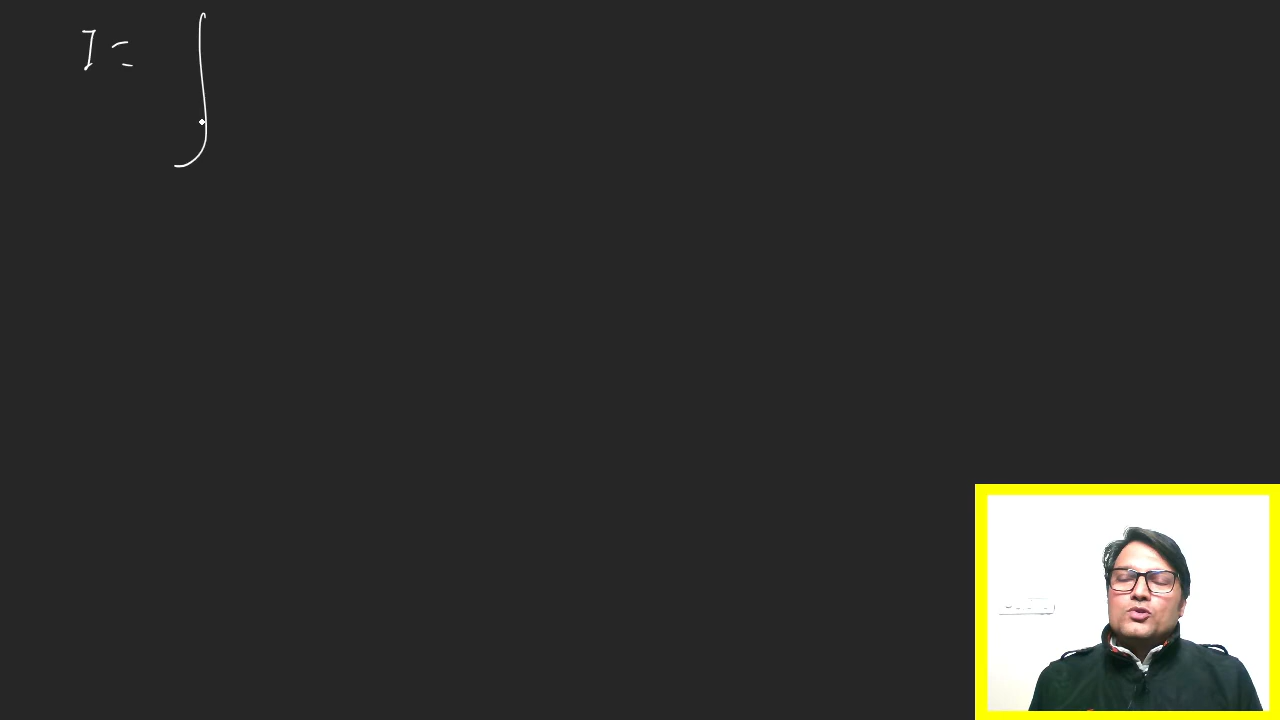 I = ∫